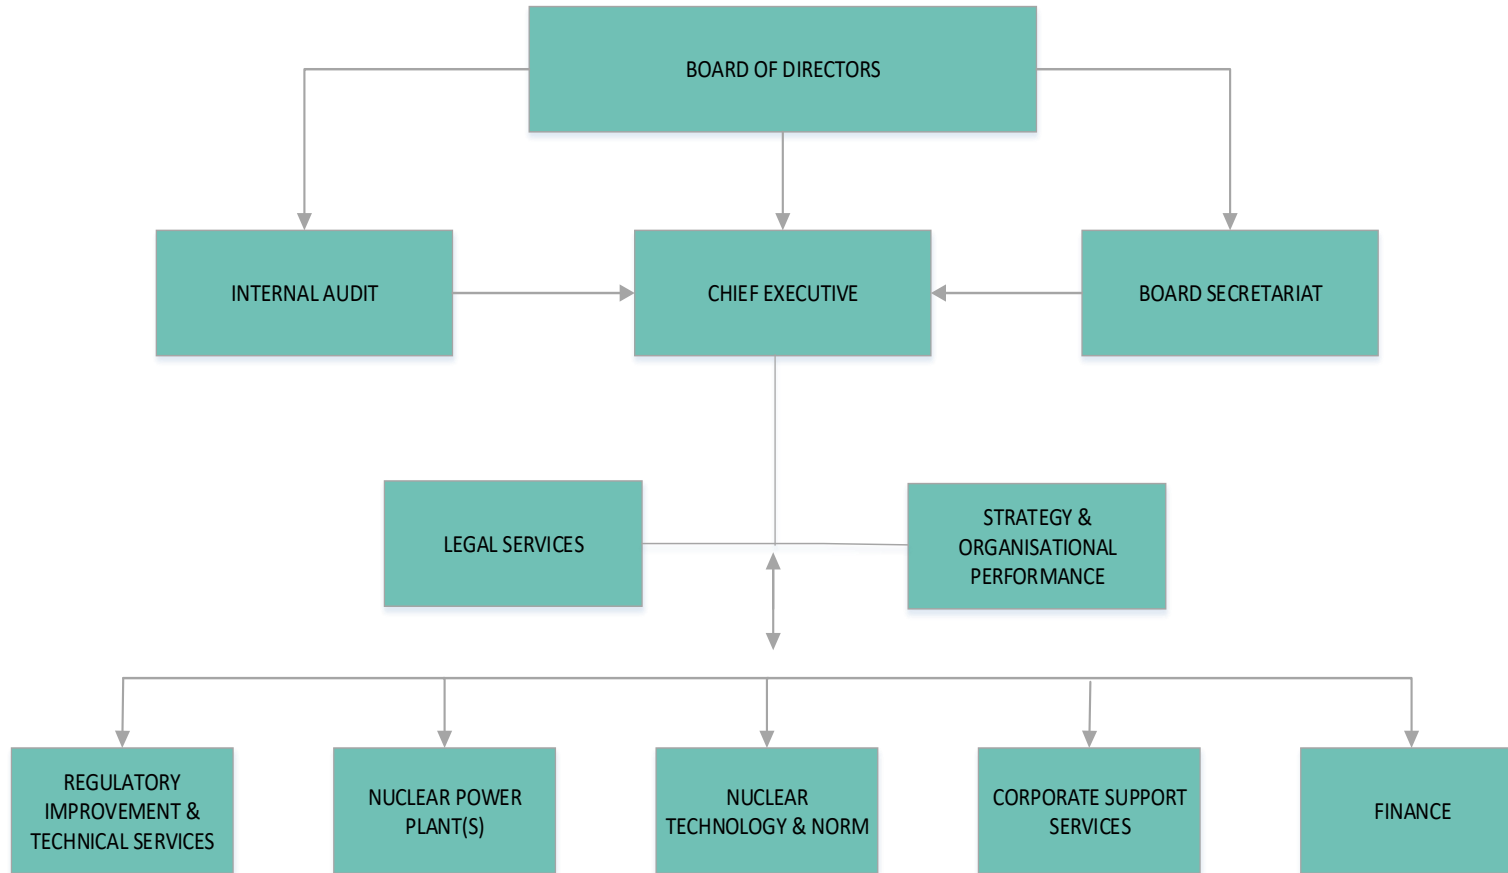 BOARD OF DIRECTORS
INTERNAL AUDIT
CHIEF EXECUTIVE
BOARD SECRETARIAT
LEGAL SERVICES
STRATEGY &
ORGANISATIONAL
PERFORMANCE
REGULATORY
IMPROVEMENT &
TECHNICAL SERVICES
NUCLEAR POWER
PLANT(S)
NUCLEAR
TECHNOLOGY & NORM
CORPORATE SUPPORT
SERVICES
FINANCE